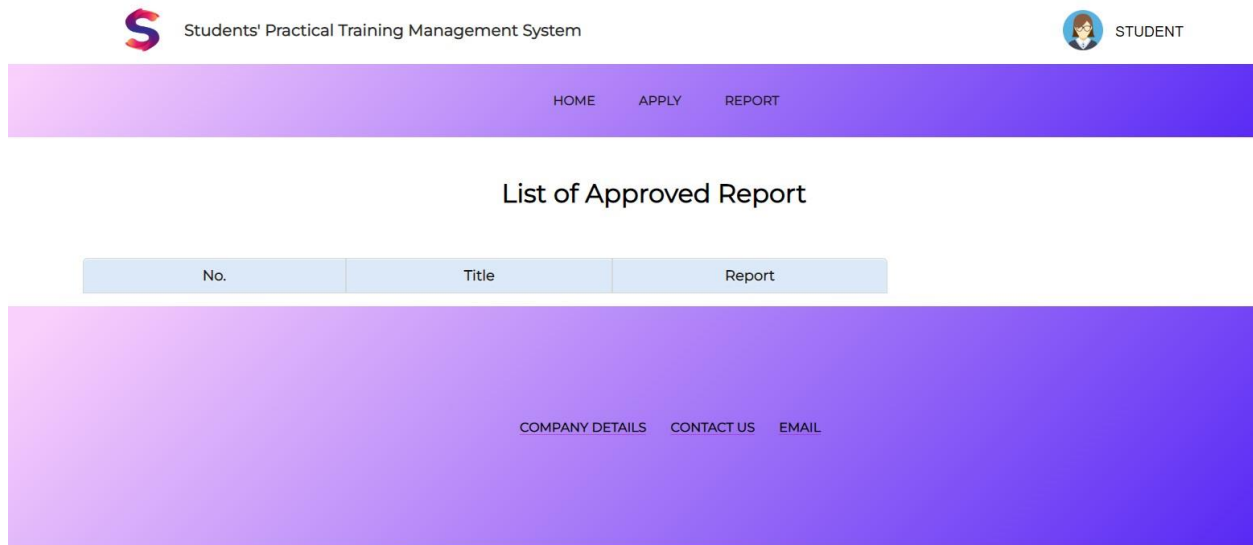 Students' Practical Training Management System
STUDENT
HOME APPLY REPORT
List of Approved Report
No. Title Report
COMPANY DETAILS CONTACT US EMAIL